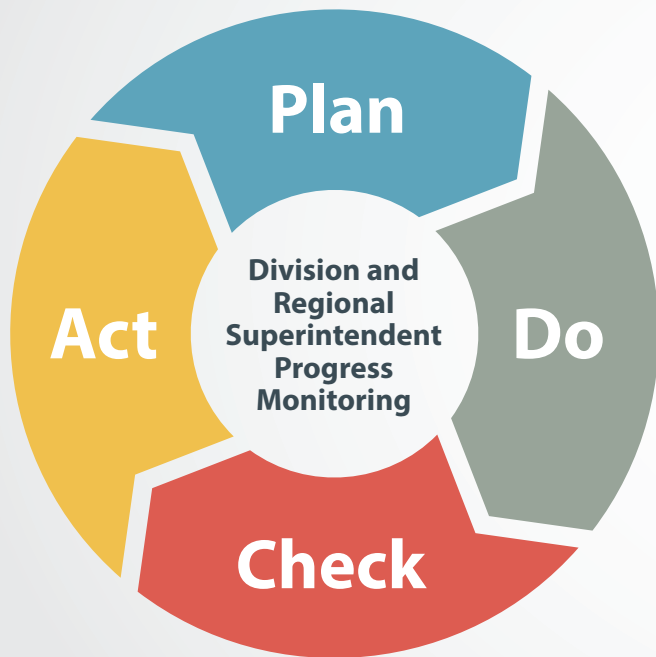 Plan
Division and
Regional
Superintendent
Progress
Monitoring
Act
Do
Check